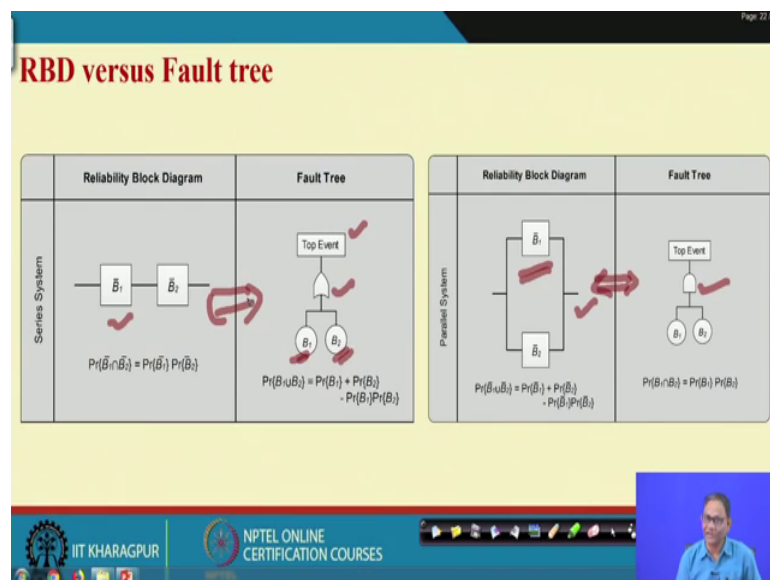 Page: 22 /
RBD versus Fault tree
Reliability Block Diagram
Fault Tree
Series System
B̄₁
B̄₂
Top Event
B₁
B₂
Pr{B̄₁∩B̄₂} = Pr{B̄₁} Pr{B̄₂}
Pr{B₁∪B₂} = Pr{B₁} + Pr{B₂}
- Pr{B₁}Pr{B₂}
Reliability Block Diagram
Fault Tree
Parallel System
B̄₁
B̄₂
Top Event
B₁
B₂
Pr{B̄₁∪B̄₂} = Pr{B̄₁} + Pr{B̄₂}
- Pr{B̄₁}Pr{B̄₂}
Pr{B₁∩B₂} = Pr{B₁} Pr{B₂}
IIT KHARAGPUR
NPTEL ONLINE
CERTIFICATION COURSES